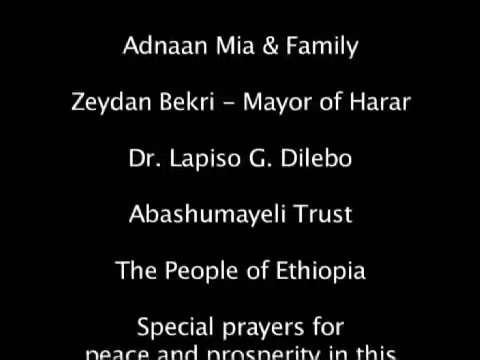 Adnaan Mia & Family
Zeydan Bekri - Mayor of Harar
Dr. Lapiso G. Dilebo
Abashumayeli Trust
The People of Ethiopia
Special prayers for
peace and prosperity in this